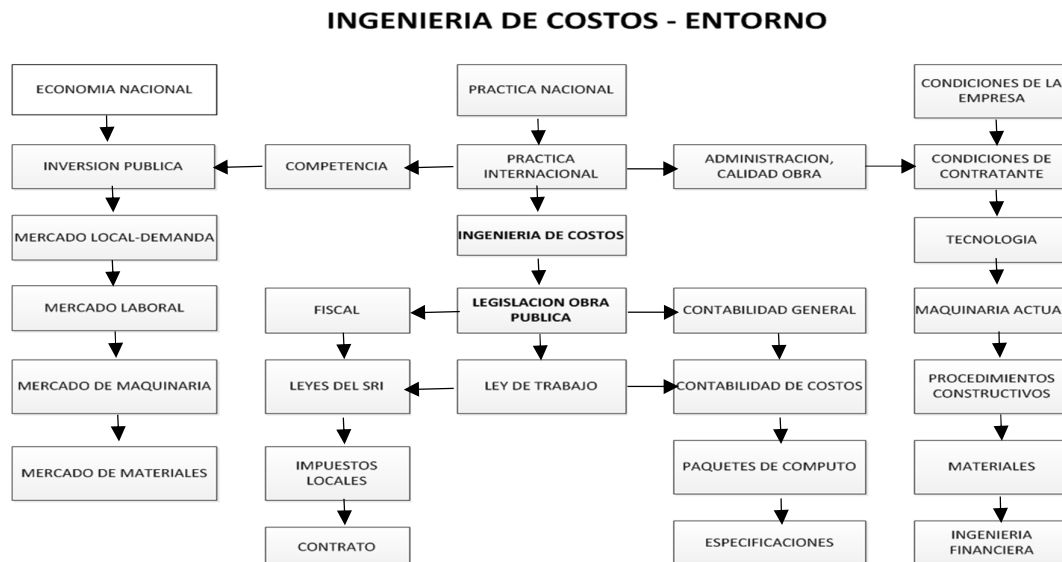 INGENIERIA DE COSTOS - ENTORNO
ECONOMIA NACIONAL
PRACTICA NACIONAL
CONDICIONES DE LA
EMPRESA
INVERSION PUBLICA
COMPETENCIA
PRACTICA
INTERNACIONAL
ADMINISTRACION,
CALIDAD OBRA
CONDICIONES DE
CONTRATANTE
MERCADO LOCAL-DEMANDA
INGENIERIA DE COSTOS
TECNOLOGIA
MERCADO LABORAL
FISCAL
LEGISLACION OBRA
PUBLICA
CONTABILIDAD GENERAL
MAQUINARIA ACTUA
MERCADO DE MAQUINARIA
LEYES DEL SRI
LEY DE TRABAJO
CONTABILIDAD DE COSTOS
PROCEDIMIENTOS
CONSTRUCTIVOS
MERCADO DE MATERIALES
IMPUESTOS
LOCALES
PAQUETES DE COMPUTO
MATERIALES
CONTRATO
ESPECIFICACIONES
INGENIERIA
FINANCIERA